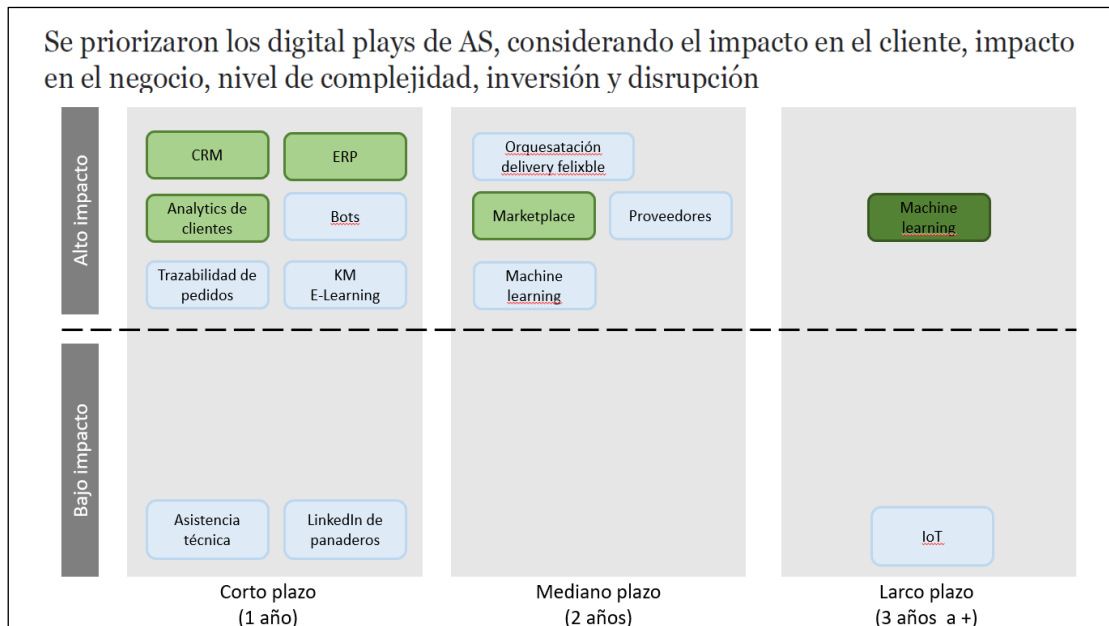 Se priorizaron los digital plays de AS, considerando el impacto en el cliente, impacto
en el negocio, nivel de complejidad, inversión y disrupción
Alto impacto
CRM
ERP
Analytics de
clientes
Bots
Trazabilidad de
pedidos
KM
E-Learning
Orquesatación
delivery felixble
Marketplace
Proveedores
Machine
learning
Machine
learning
Bajo impacto
Asistencia
técnica
LinkedIn de
panaderos
IoT
Corto plazo
(1 año)
Mediano plazo
(2 años)
Larco plazo
(3 años  a +)